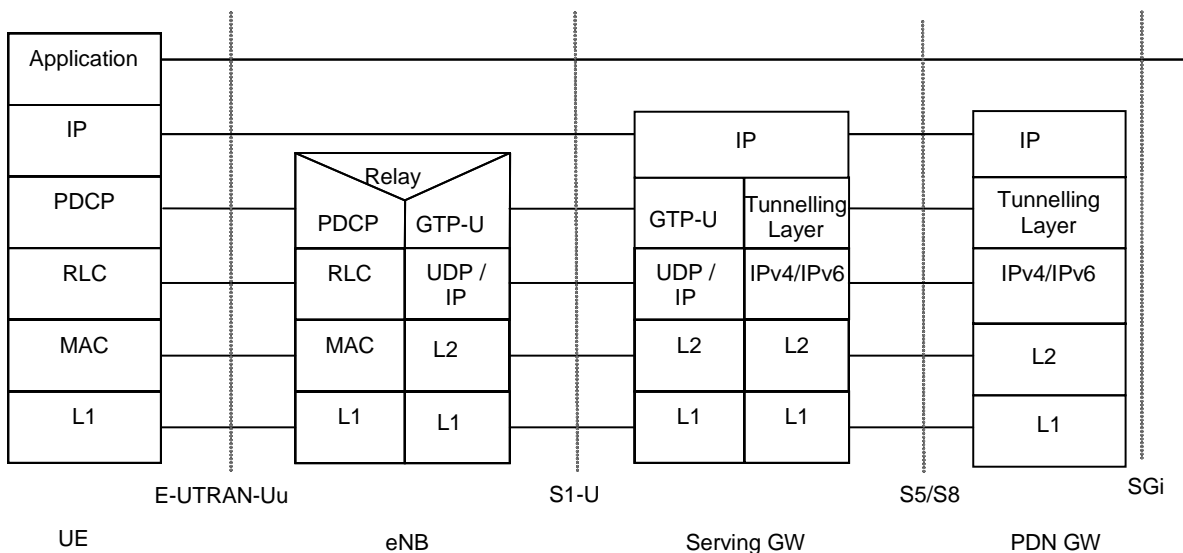 Application
IP
IP
IP
Relay
PDCP
PDCP
GTP-U
GTP-U
Tunnelling
Layer
Tunnelling
Layer
RLC
RLC
UDP /
IP
UDP /
IP
IPv4/IPv6
IPv4/IPv6
MAC
MAC
L2
L2
L2
L2
L1
L1
L1
L1
L1
L1
E-UTRAN-Uu
S1-U
S5/S8
SGi
UE
eNB
Serving GW
PDN GW